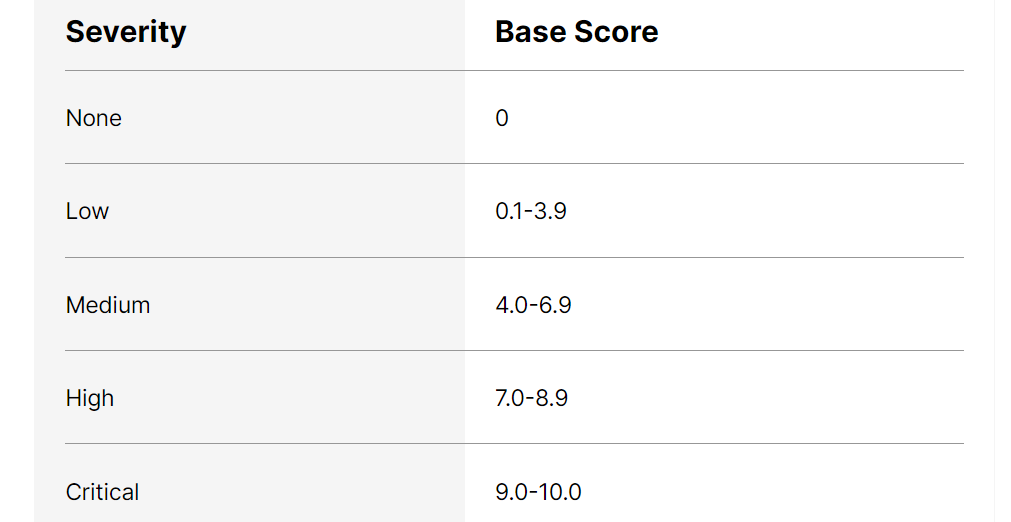 Severity Base Score
None 0
Low 0.1-3.9
Medium 4.0-6.9
High 7.0-8.9
Critical 9.0-10.0